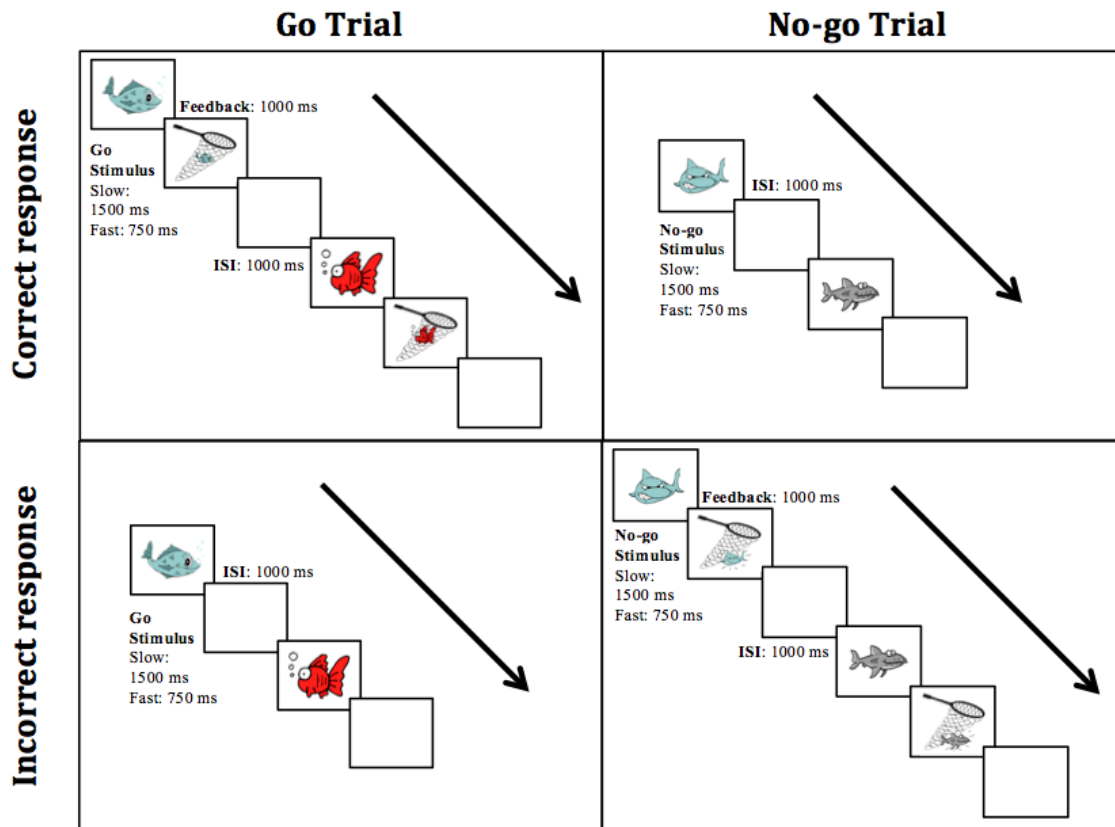 Go Trial
No-go Trial
Correct response
Feedback: 1000 ms
Go
Stimulus
Slow:
1500 ms
Fast: 750 ms
ISI: 1000 ms
ISI: 1000 ms
No-go
Stimulus
Slow:
1500 ms
Fast: 750 ms
Incorrect response
ISI: 1000 ms
Go
Stimulus
Slow:
1500 ms
Fast: 750 ms
Feedback: 1000 ms
No-go
Stimulus
Slow:
1500 ms
Fast: 750 ms
ISI: 1000 ms